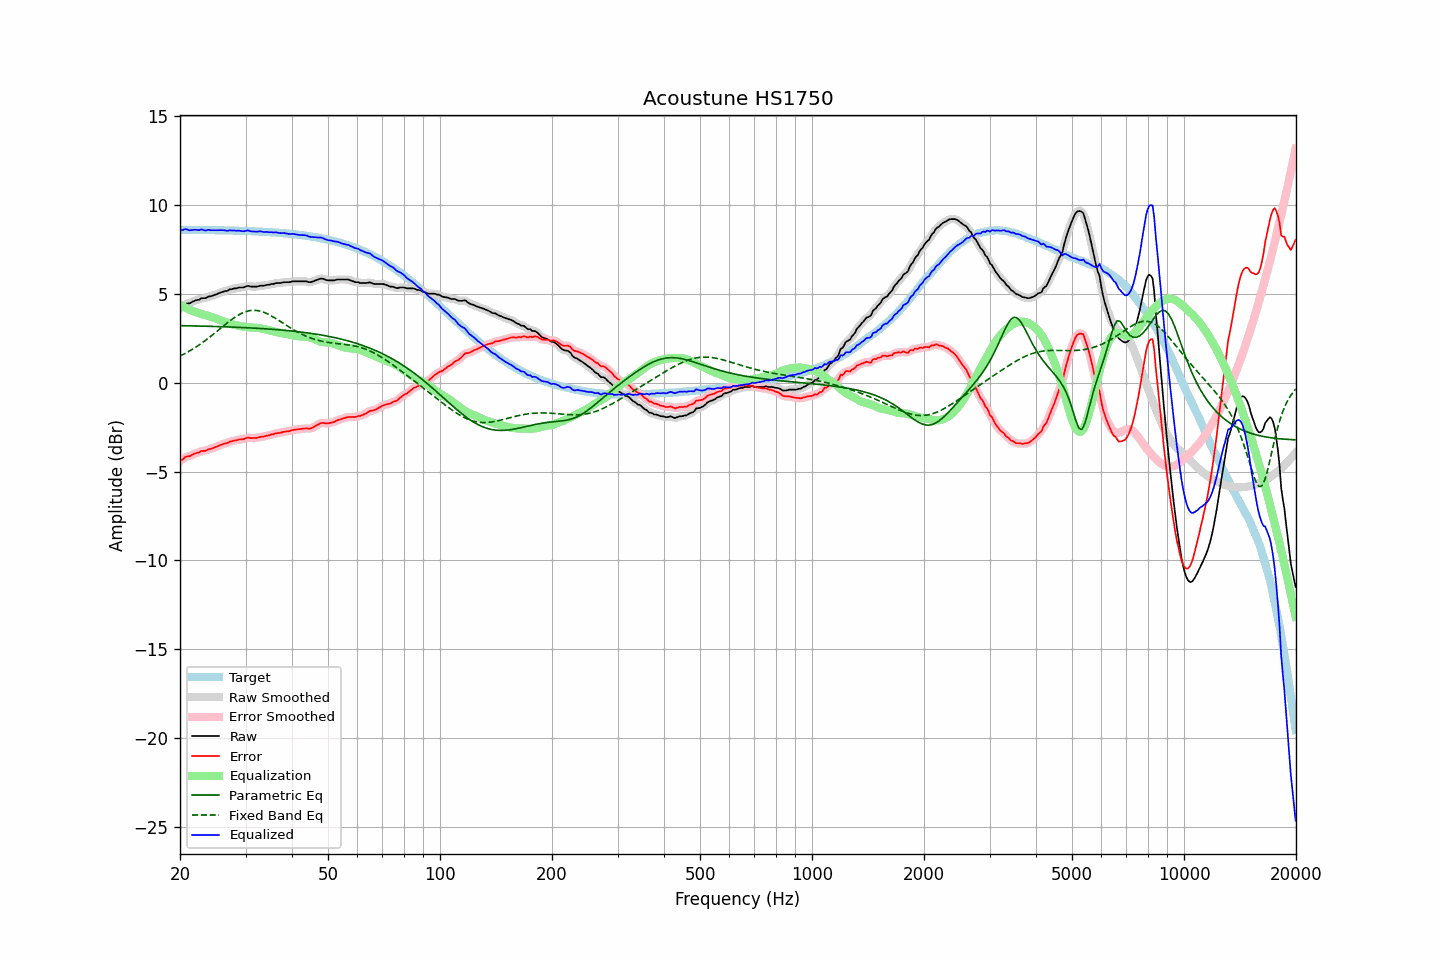 Acoustune HS1750
15
10
5
0
−5
−10
−15
−20
−25
Amplitude (dBr)
Target
Raw Smoothed
Error Smoothed
Raw
Error
Equalization
Parametric Eq
Fixed Band Eq
Equalized
20
50
100
200
500
1000
2000
5000
10000
20000
Frequency (Hz)